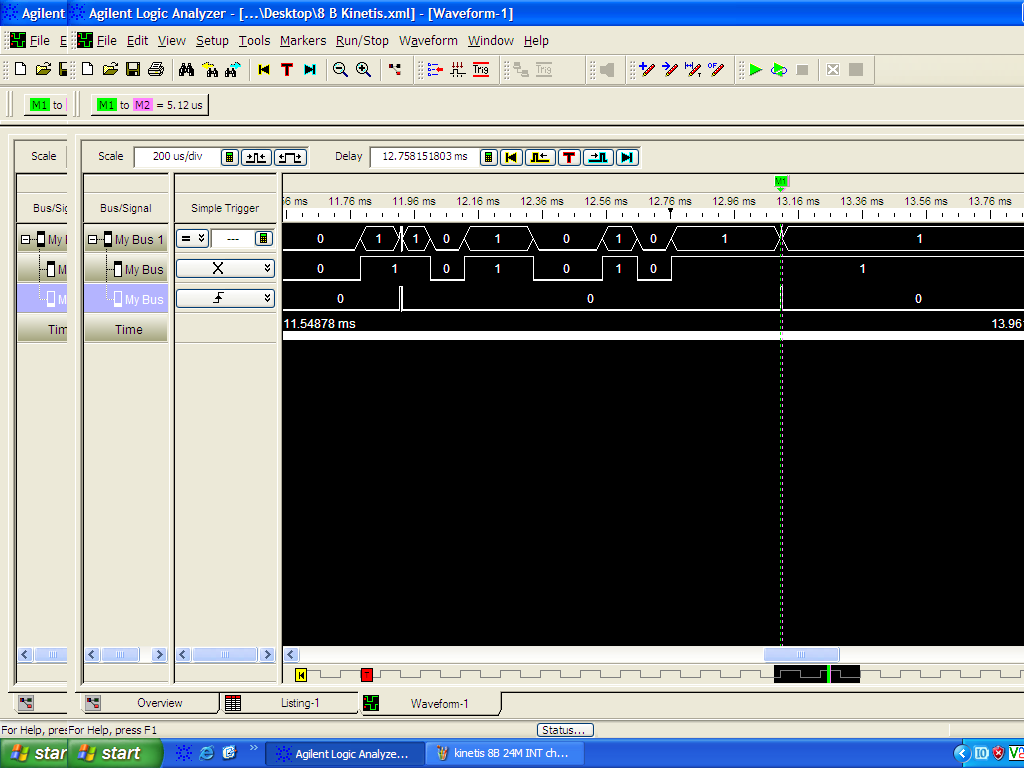 Agilent Agilent Logic Analyzer - [...\Desktop\8 B Kinetis.xml] - [Waveform-1]
File E File Edit View Setup Tools Markers Run/Stop Waveform Window Help
T Trig Trig
M1 to M1 to M2 = 5.12 us
Scale Scale 200 us/div Delay 12.758151803 ms T
M1
56 ms 11.76 ms 11.96 ms 12.16 ms 12.36 ms 12.56 ms 12.76 ms 12.96 ms 13.16 ms 13.36 ms 13.56 ms 13.76 ms
Bus/Sig Bus/Signal Simple Trigger
My I My Bus 1 = --- 0 1 1 0 1 0 1 0 1 1
M My Bus X 0 1 0 1 0 1 0 1
M My Bus 0 0 0
Tim Time 11.54878 ms 13.961
T
Overview Listing-1 Waveform-1
For Help, pres For Help, press F1 Status...
star start » Agilent Logic Analyze... kinetis 8B 24M INT ch...